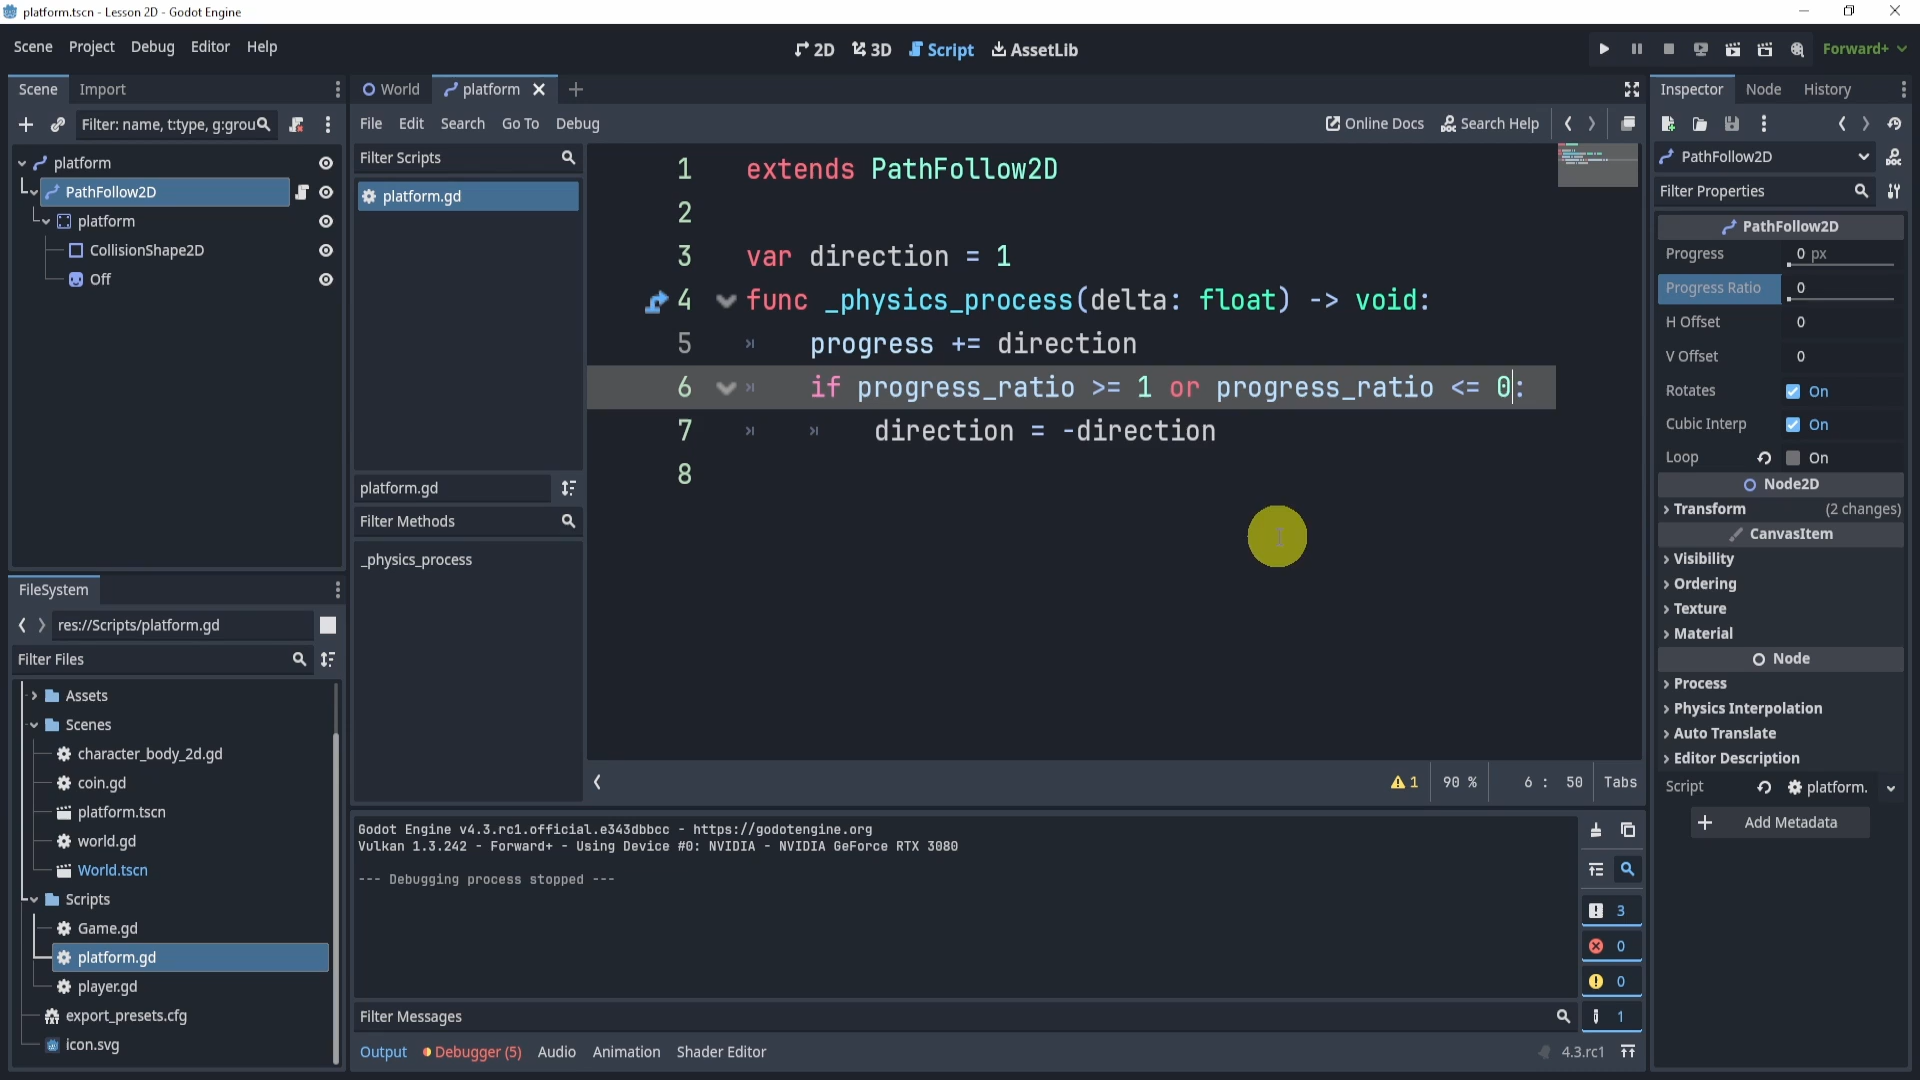 platform.tscn - Lesson 2D - Godot Engine
Scene Project Debug Editor Help
2D 3D Script AssetLib
Forward+
Scene Import
Filter: name, t:type, g:grou
platform
PathFollow2D
platform
CollisionShape2D
Off
FileSystem
res://Scripts/platform.gd
Filter Files
Assets
Scenes
character_body_2d.gd
coin.gd
platform.tscn
world.gd
World.tscn
Scripts
Game.gd
platform.gd
player.gd
export_presets.cfg
icon.svg
World platform
File Edit Search Go To Debug
Online Docs Search Help
Filter Scripts
platform.gd
platform.gd
Filter Methods
_physics_process
1 extends PathFollow2D
2
3 var direction = 1
4 func _physics_process(delta: float) -> void:
5 progress += direction
6 if progress_ratio >= 1 or progress_ratio <= 0:
7 direction = -direction
8
1 90 % 6 : 50 Tabs
Godot Engine v4.3.rc1.official.e343dbbcc - https://godotengine.org
Vulkan 1.3.242 - Forward+ - Using Device #0: NVIDIA - NVIDIA GeForce RTX 3080
--- Debugging process stopped ---
3
0
0
1
Filter Messages
Output Debugger (5) Audio Animation Shader Editor
4.3.rc1
Inspector Node History
PathFollow2D
Filter Properties
PathFollow2D
Progress 0 px
Progress Ratio 0
H Offset 0
V Offset 0
Rotates On
Cubic Interp On
Loop On
Node2D
Transform (2 changes)
CanvasItem
Visibility
Ordering
Texture
Material
Node
Process
Physics Interpolation
Auto Translate
Editor Description
Script platform.
Add Metadata